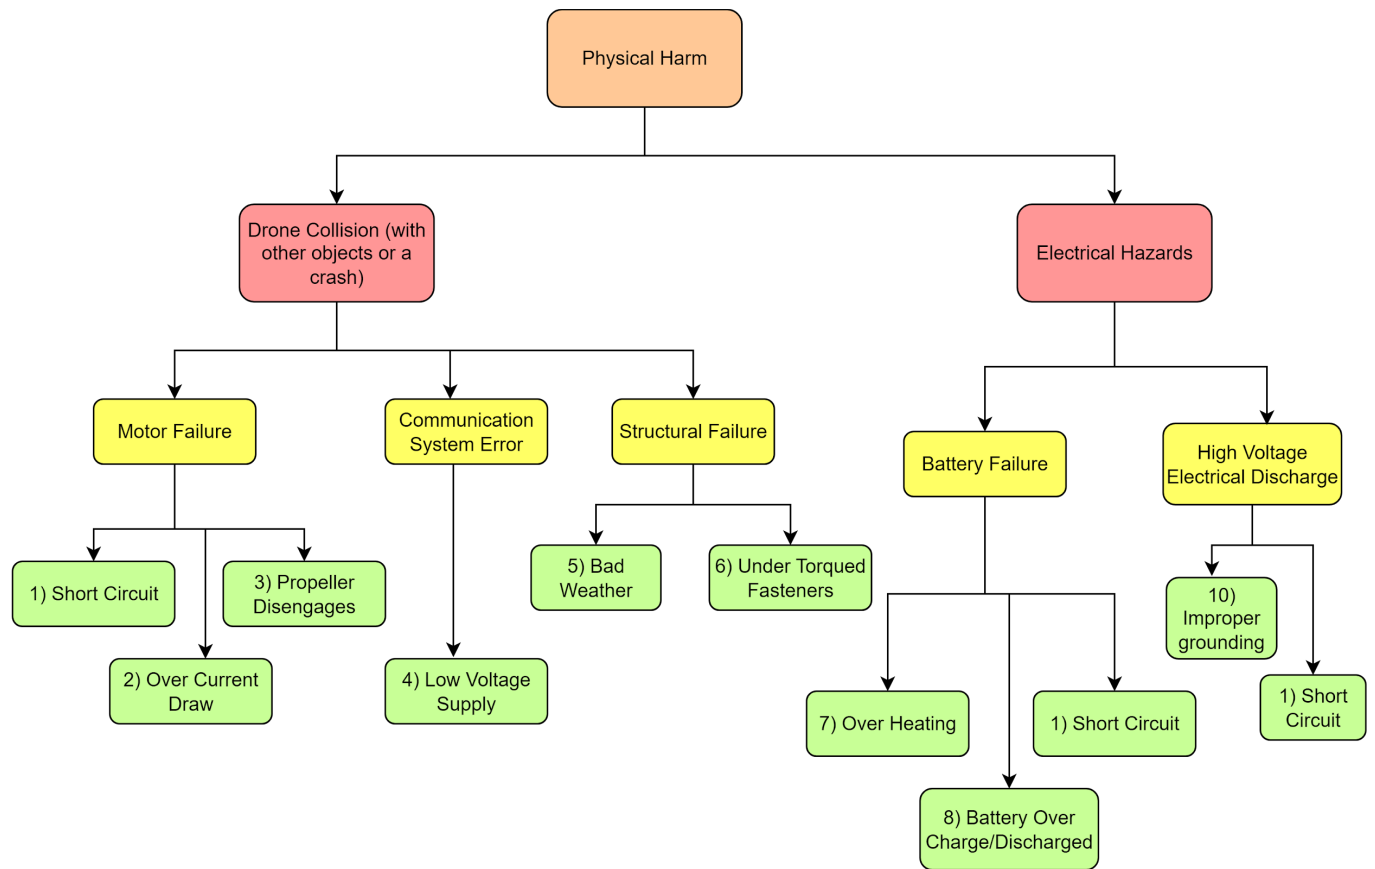 Physical Harm
Drone Collision (with
other objects or a
crash)
Electrical Hazards
Motor Failure
Communication
System Error
Structural Failure
Battery Failure
High Voltage
Electrical Discharge
1) Short Circuit
2) Over Current
Draw
3) Propeller
Disengages
4) Low Voltage
Supply
5) Bad
Weather
6) Under Torqued
Fasteners
7) Over Heating
8) Battery Over
Charge/Discharged
1) Short Circuit
10)
Improper
grounding
1) Short
Circuit